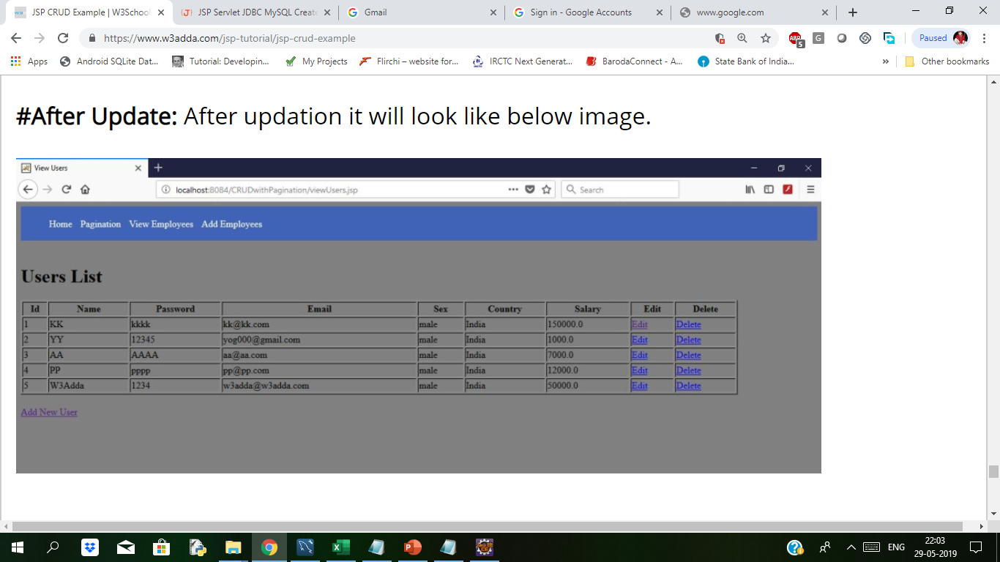 JSP CRUD Example | W3School
JSP Servlet JDBC MySQL Create
Gmail
Sign in - Google Accounts
www.google.com
https://www.w3adda.com/jsp-tutorial/jsp-crud-example
ABP
5
G
Paused
Apps
Android SQLite Dat...
Tutorial: Developin...
My Projects
Flirchi – website for...
IRCTC Next Generat...
BarodaConnect - A...
State Bank of India...
»
Other bookmarks
#After Update: After updation it will look like below image.
View Users
localhost:8084/CRUDwithPagination/viewUsers.jsp
Search
Home Pagination View Employees Add Employees
Users List
Id Name Password Email Sex Country Salary Edit Delete
1 KK kkkk kk@kk.com male India 150000.0 Edit Delete
2 YY 12345 yog000@gmail.com male India 1000.0 Edit Delete
3 AA AAAA aa@aa.com male India 7000.0 Edit Delete
4 PP pppp pp@pp.com male India 12000.0 Edit Delete
5 W3Adda 1234 w3adda@w3adda.com male India 50000.0 Edit Delete
Add New User
ENG
22:03
29-05-2019